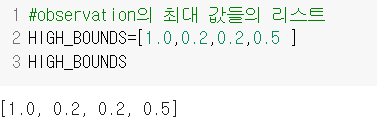 1 #observation의 최대 값들의 리스트
2 HIGH_BOUNDS=[1.0,0.2,0.2,0.5 ]
3 HIGH_BOUNDS
[1.0, 0.2, 0.2, 0.5]